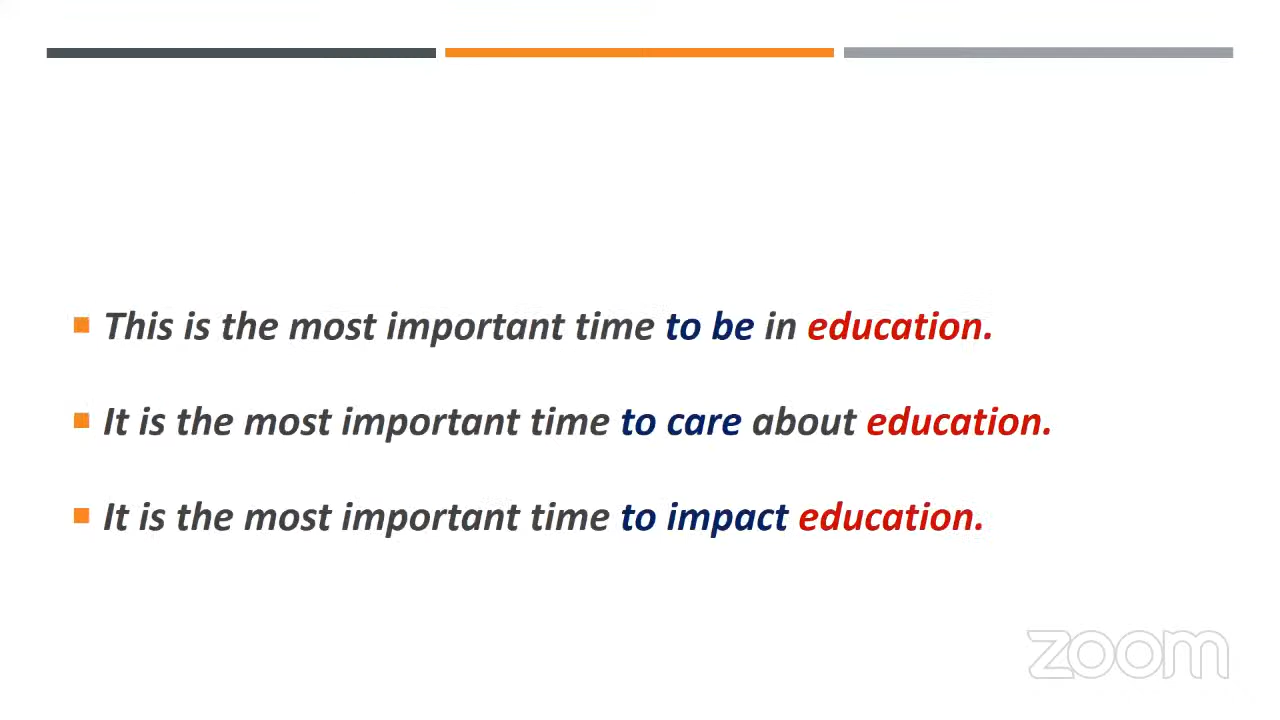 This is the most important time to be in education.
It is the most important time to care about education.
It is the most important time to impact education.
zoom